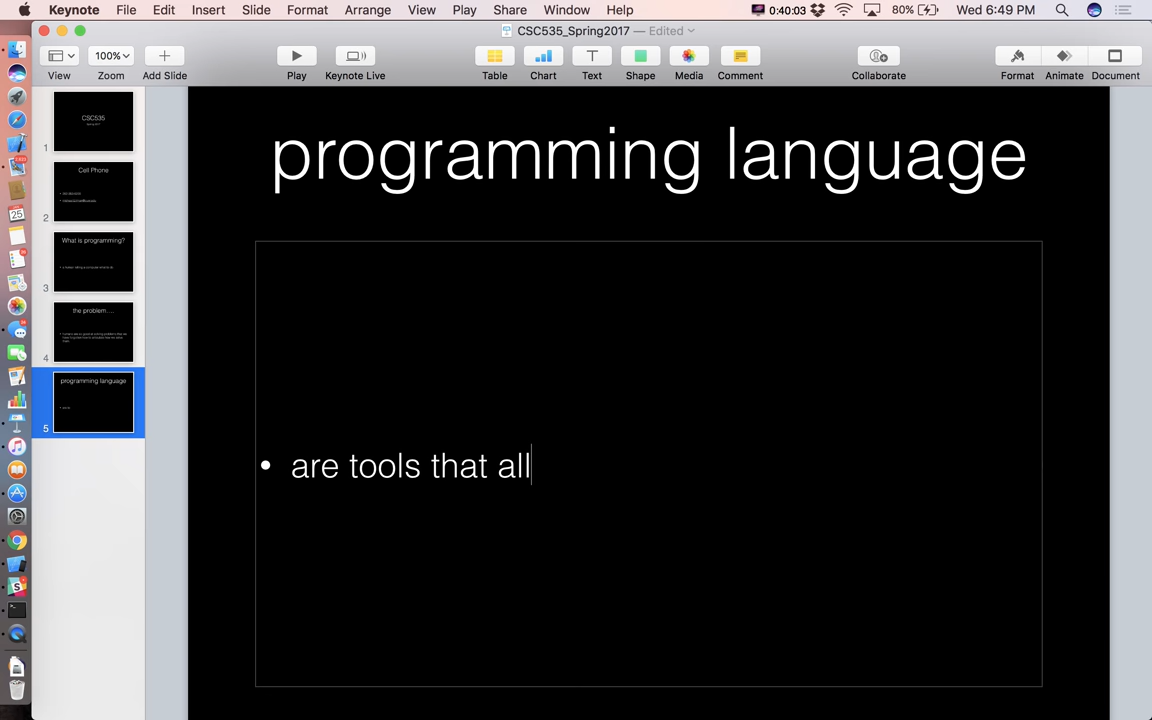 Keynote File Edit Insert Slide Format Arrange View Play Share Window Help 0:40:03 80% Wed 6:49 PM
CSC535_Spring2017 — Edited
100%
View Zoom Add Slide Play Keynote Live Table Chart Text Shape Media Comment Collaborate Format Animate Document
CSC535
1
Cell Phone
2
What is programming?
3
the problem....
4
programming language
5
programming language
• are tools that all